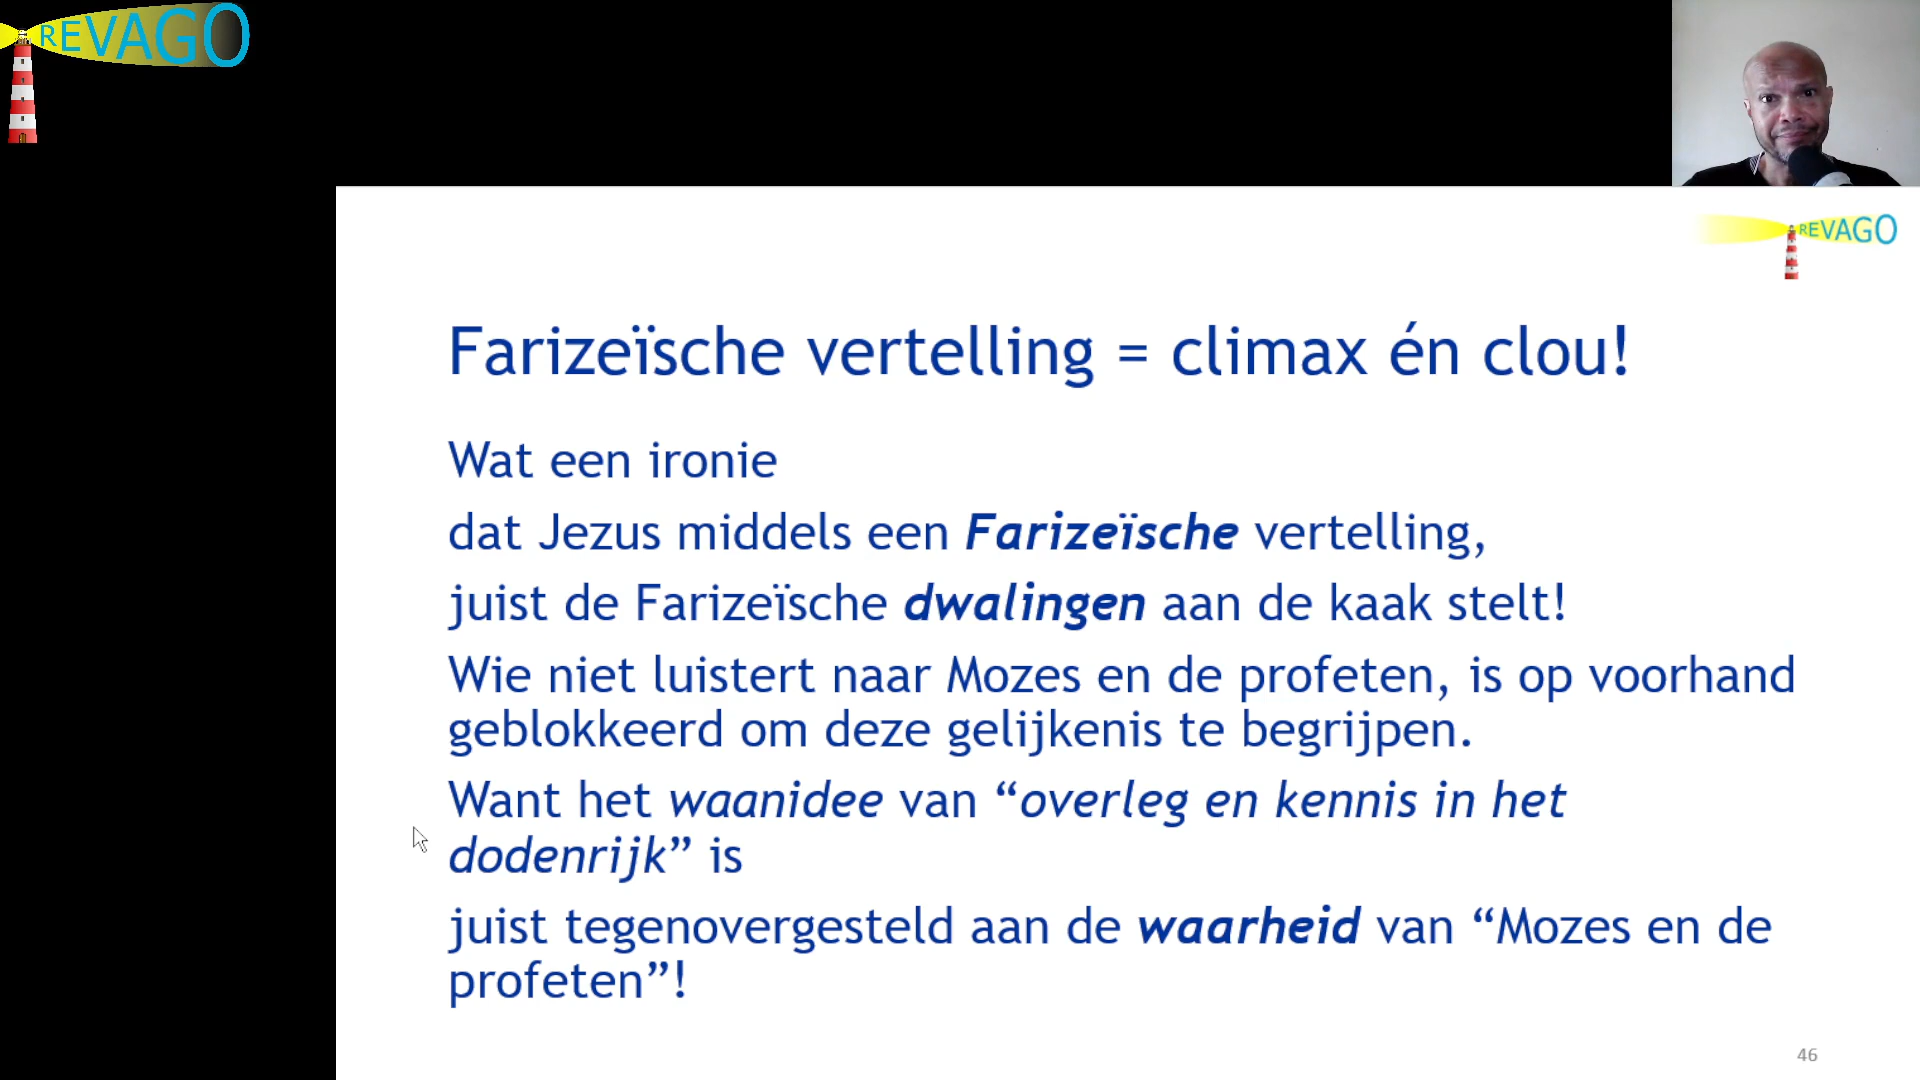 REVAGO
REVAGO
Farizeïsche vertelling = climax én clou!
Wat een ironie
dat Jezus middels een Farizeïsche vertelling,
juist de Farizeïsche dwalingen aan de kaak stelt!
Wie niet luistert naar Mozes en de profeten, is op voorhand
geblokkeerd om deze gelijkenis te begrijpen.
Want het waanidee van “overleg en kennis in het
dodenrijk” is
juist tegenovergesteld aan de waarheid van “Mozes en de
profeten”!
46